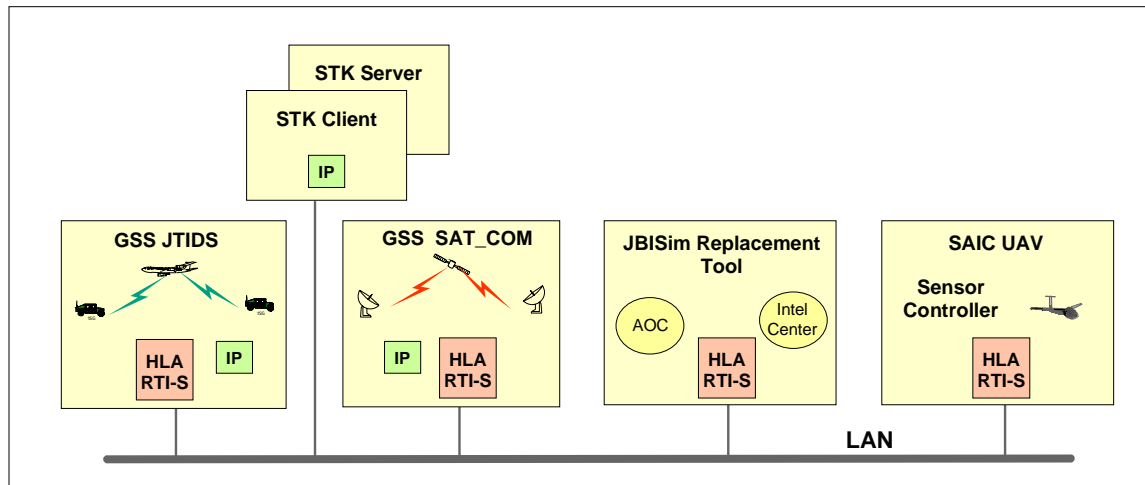 STK Server
STK Client
IP
GSS JTIDS
HLA
RTI-S
IP
GSS SAT_COM
IP
HLA
RTI-S
JBISim Replacement
Tool
AOC
Intel
Center
HLA
RTI-S
SAIC UAV
Sensor
Controller
HLA
RTI-S
LAN